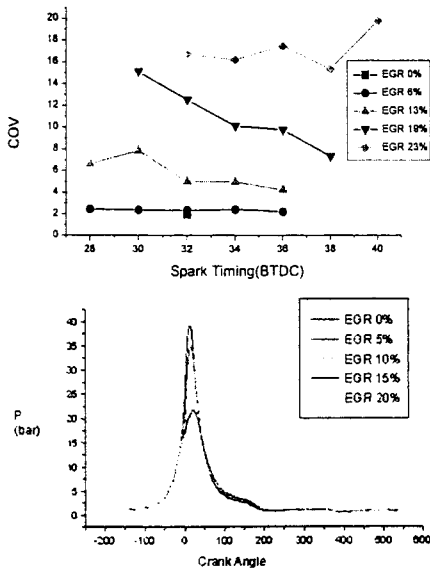 20
18
16
14
12
10
8
6
4
2
0
COV
28 30 32 34 36 38 40
Spark Timing(BTDC)
EGR 0%
EGR 6%
EGR 13%
EGR 19%
EGR 23%
40
35
30
25
20
15
10
5
0
P
(bar)
-200 -100 0 100 200 300 400 500 600
Crank Angle
EGR 0%
EGR 5%
EGR 10%
EGR 15%
EGR 20%